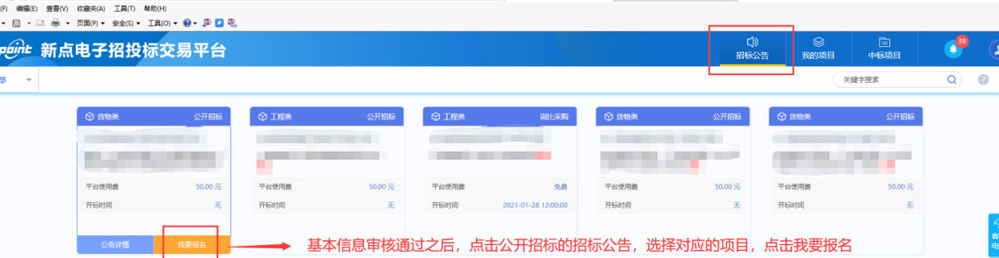 (F) 编辑(E) 查看(V) 收藏夹(A) 工具(T) 帮助(H)
页面(P) 安全(S) 工具(O)
point 新点电子招投标交易平台
招标公告 我的项目 中标项目 39
部 关键字搜索
货物类 公开招标
平台使用费 50.00 元
开标时间 无
公告详情 我要报名
工程类 公开招标
平台使用费 50.00 元
开标时间 无
工程类 询比采购
平台使用费 免费
开标时间 2021-01-28 12:00:00
货物类 公开招标
平台使用费 50.00 元
开标时间 无
货物类 公开招标
平台使用费 50.00 元
开标时间 无
基本信息审核通过之后，点击公开招标的招标公告，选择对应的项目，点击我要报名